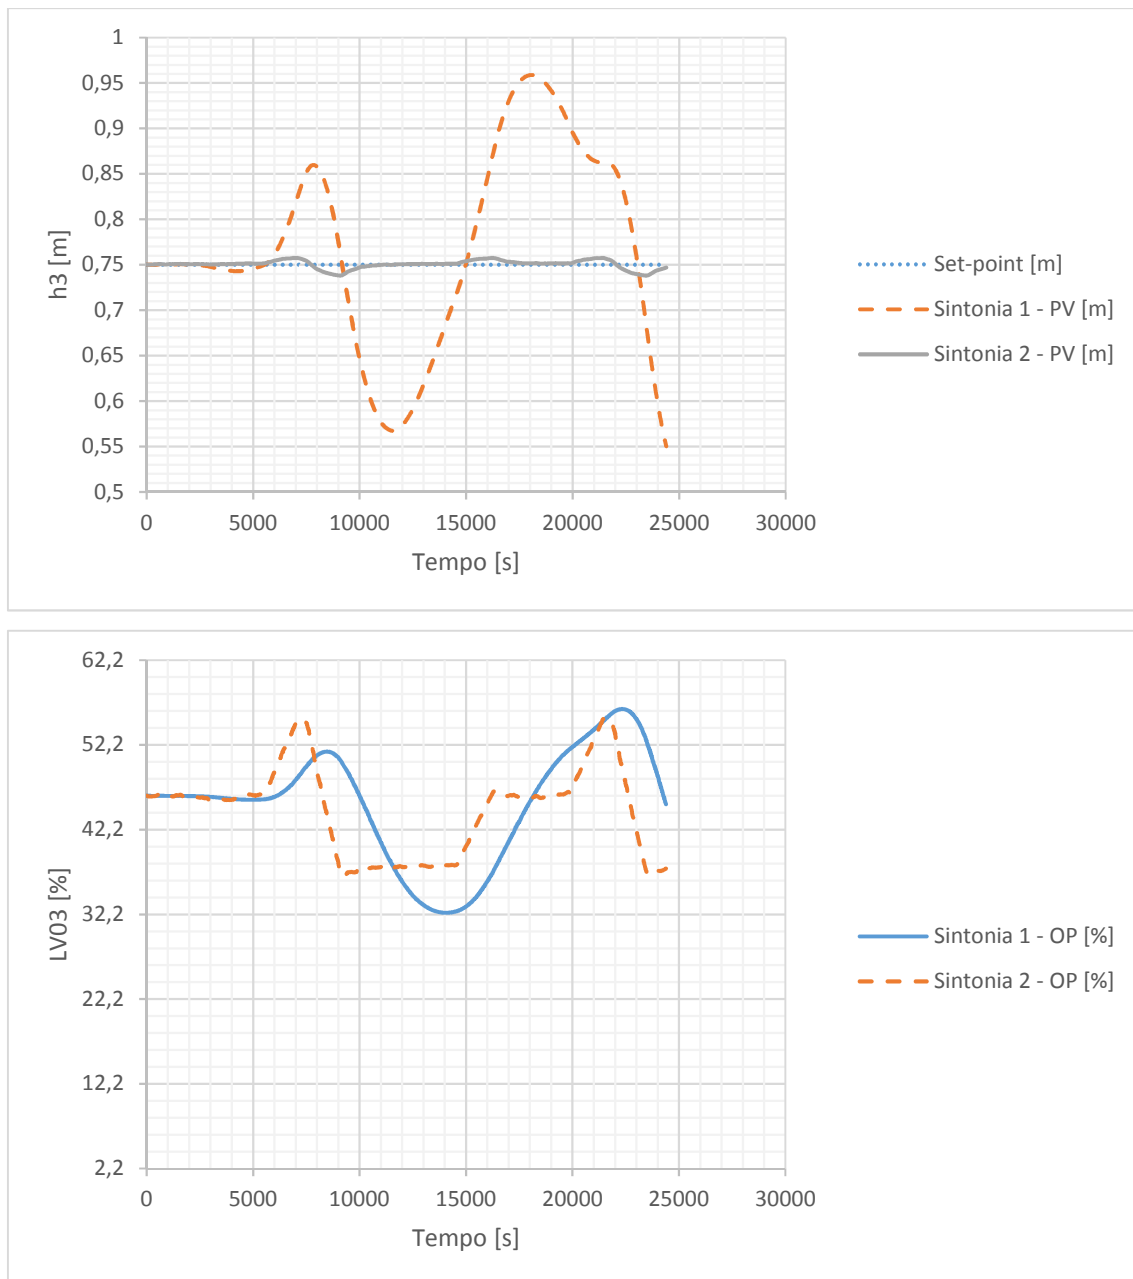 1
0,95
0,9
0,85
0,8
0,75
0,7
0,65
0,6
0,55
0,5
h3 [m]
0 5000 10000 15000 20000 25000 30000
Tempo [s]
Set-point [m]
Sintonia 1 - PV [m]
Sintonia 2 - PV [m]
62,2
52,2
42,2
32,2
22,2
12,2
2,2
LV03 [%]
0 5000 10000 15000 20000 25000 30000
Tempo [s]
Sintonia 1 - OP [%]
Sintonia 2 - OP [%]